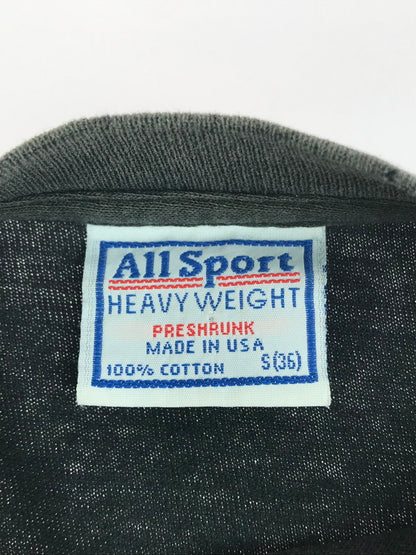 All Sport
HEAVY WEIGHT
PRESHRUNK
MADE IN USA
100% COTTON S(36)